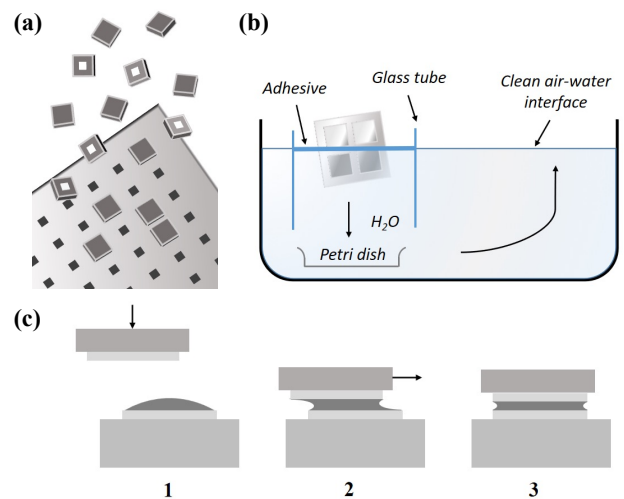 (a)
(b)
Adhesive
Glass tube
Clean air-water
interface
H2O
Petri dish
(c)
1
2
3